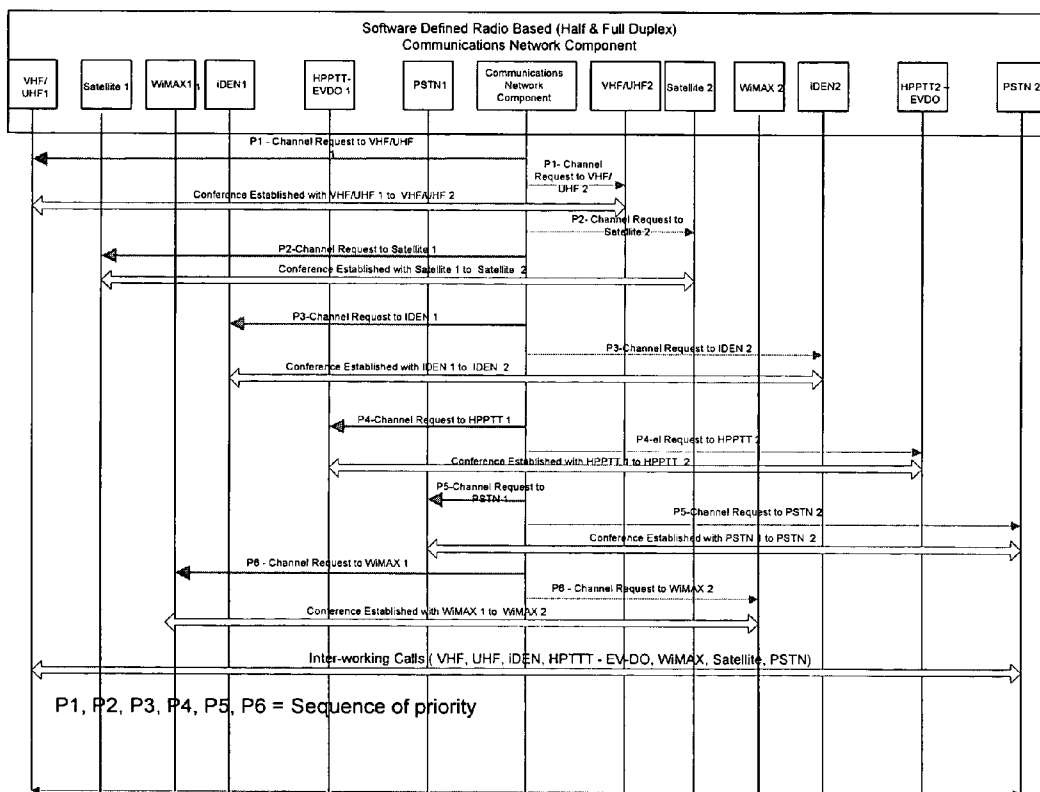 Software Defined Radio Based (Half & Full Duplex)
Communications Network Component
VHF/
UHF1
Satellite 1
WiMAX1 1
iDEN1
HPPTT-
EVDO 1
PSTN1
Communications
Network
Component
VHF/UHF2
Satellite 2
WiMAX 2
iDEN2
HPPTT2 -
EVDO
PSTN 2
P1 - Channel Request to VHF/UHF
1
P1- Channel
Request to VHF/
UHF 2
Conference Established with VHF/UHF 1 to VHF/UHF 2
P2- Channel Request to
Satellite 2
P2-Channel Request to Satellite 1
Conference Established with Satellite 1 to Satellite 2
P3-Channel Request to IDEN 1
P3-Channel Request to IDEN 2
Conference Established with IDEN 1 to IDEN 2
P4-Channel Request to HPPTT 1
P4-el Request to HPPTT 2
Conference Established with HPPTT 1 to HPPTT 2
P5-Channel Request to
PSTN 1
P5-Channel Request to PSTN 2
Conference Established with PSTN 1 to PSTN 2
P6 - Channel Request to WiMAX 1
P6 - Channel Request to WiMAX 2
Conference Established with WiMAX 1 to WiMAX 2
Inter-working Calls ( VHF, UHF, iDEN, HPTTT - EV-DO, WiMAX, Satellite, PSTN)
P1, P2, P3, P4, P5, P6 = Sequence of priority